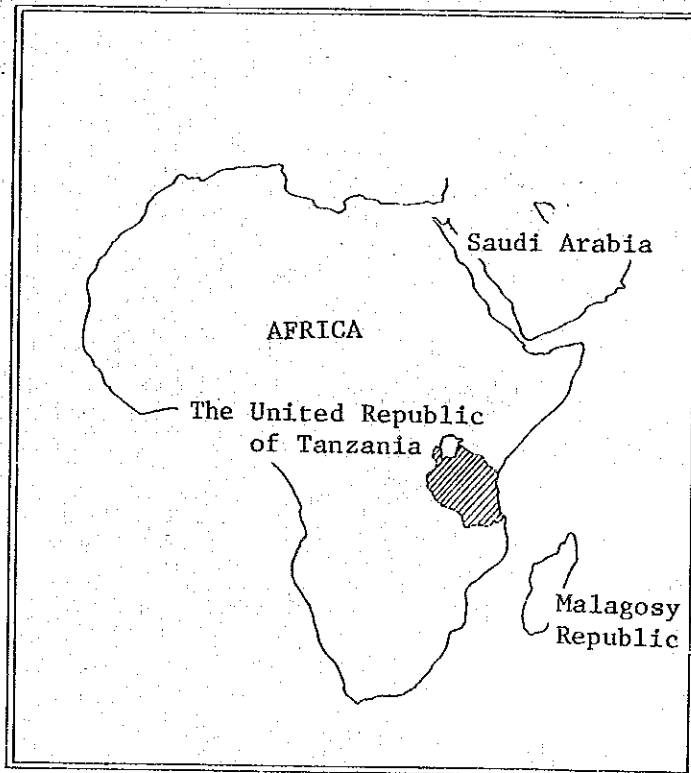 Saudi Arabia
AFRICA
The United Republic
of Tanzania
Malagosy
Republic